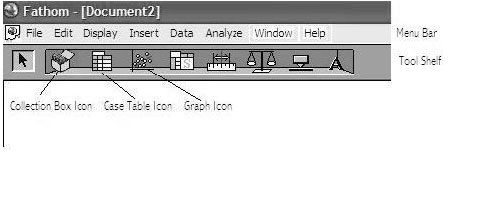 Fathom - [Document2]
File Edit Display Insert Data Analyze Window Help Menu Bar
S A Tool Shelf
Collection Box Icon Case Table Icon Graph Icon